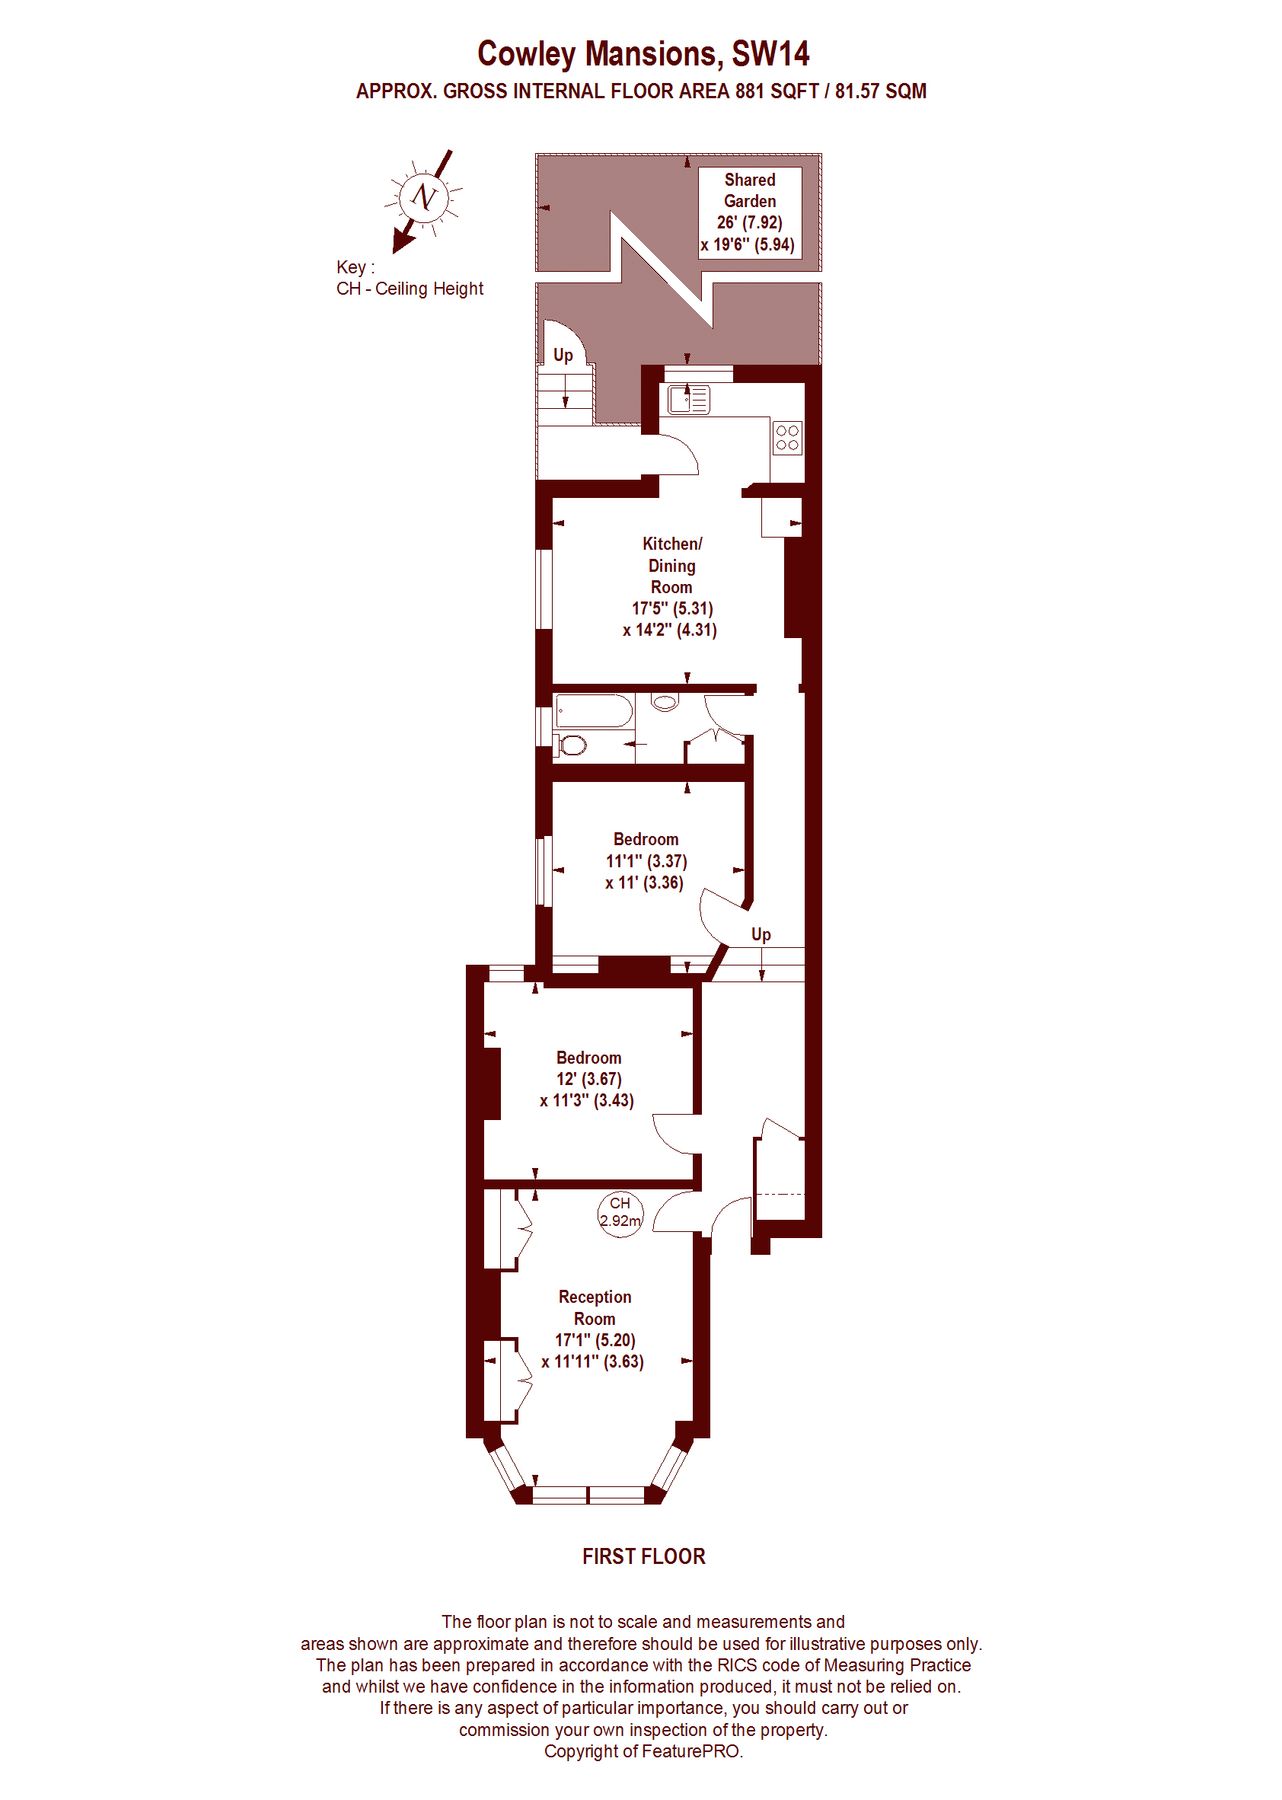 Cowley Mansions, SW14
APPROX. GROSS INTERNAL FLOOR AREA 881 SQFT / 81.57 SQM
N
Key :
CH - Ceiling Height
Shared
Garden
26' (7.92)
x 19'6" (5.94)
Up
Kitchen/
Dining
Room
17'5" (5.31)
x 14'2" (4.31)
Bedroom
11'1" (3.37)
x 11' (3.36)
Up
Bedroom
12' (3.67)
x 11'3" (3.43)
CH
2.92m
Reception
Room
17'1" (5.20)
x 11'11" (3.63)
FIRST FLOOR
The floor plan is not to scale and measurements and
areas shown are approximate and therefore should be used for illustrative purposes only.
The plan has been prepared in accordance with the RICS code of Measuring Practice
and whilst we have confidence in the information produced, it must not be relied on.
If there is any aspect of particular importance, you should carry out or
commission your own inspection of the property.
Copyright of FeaturePRO.